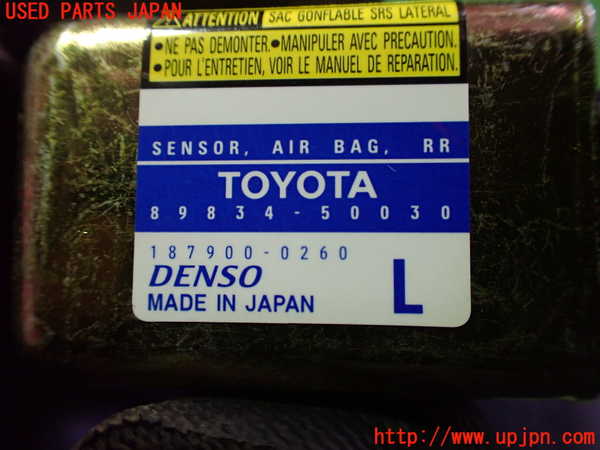 USED PARTS JAPAN
ATTENTION SAC GONFLABLE SRS LATERAL
•NE PAS DEMONTER.•MANIPULER AVEC PRECAUTION.
•POUR L'ENTRETIEN, VOIR LE MANUEL DE REPARATION.
SENSOR, AIR BAG, RR
TOYOTA
89834-50030
187900-0260
DENSO
MADE IN JAPAN
L
http://www.upjpn.com/